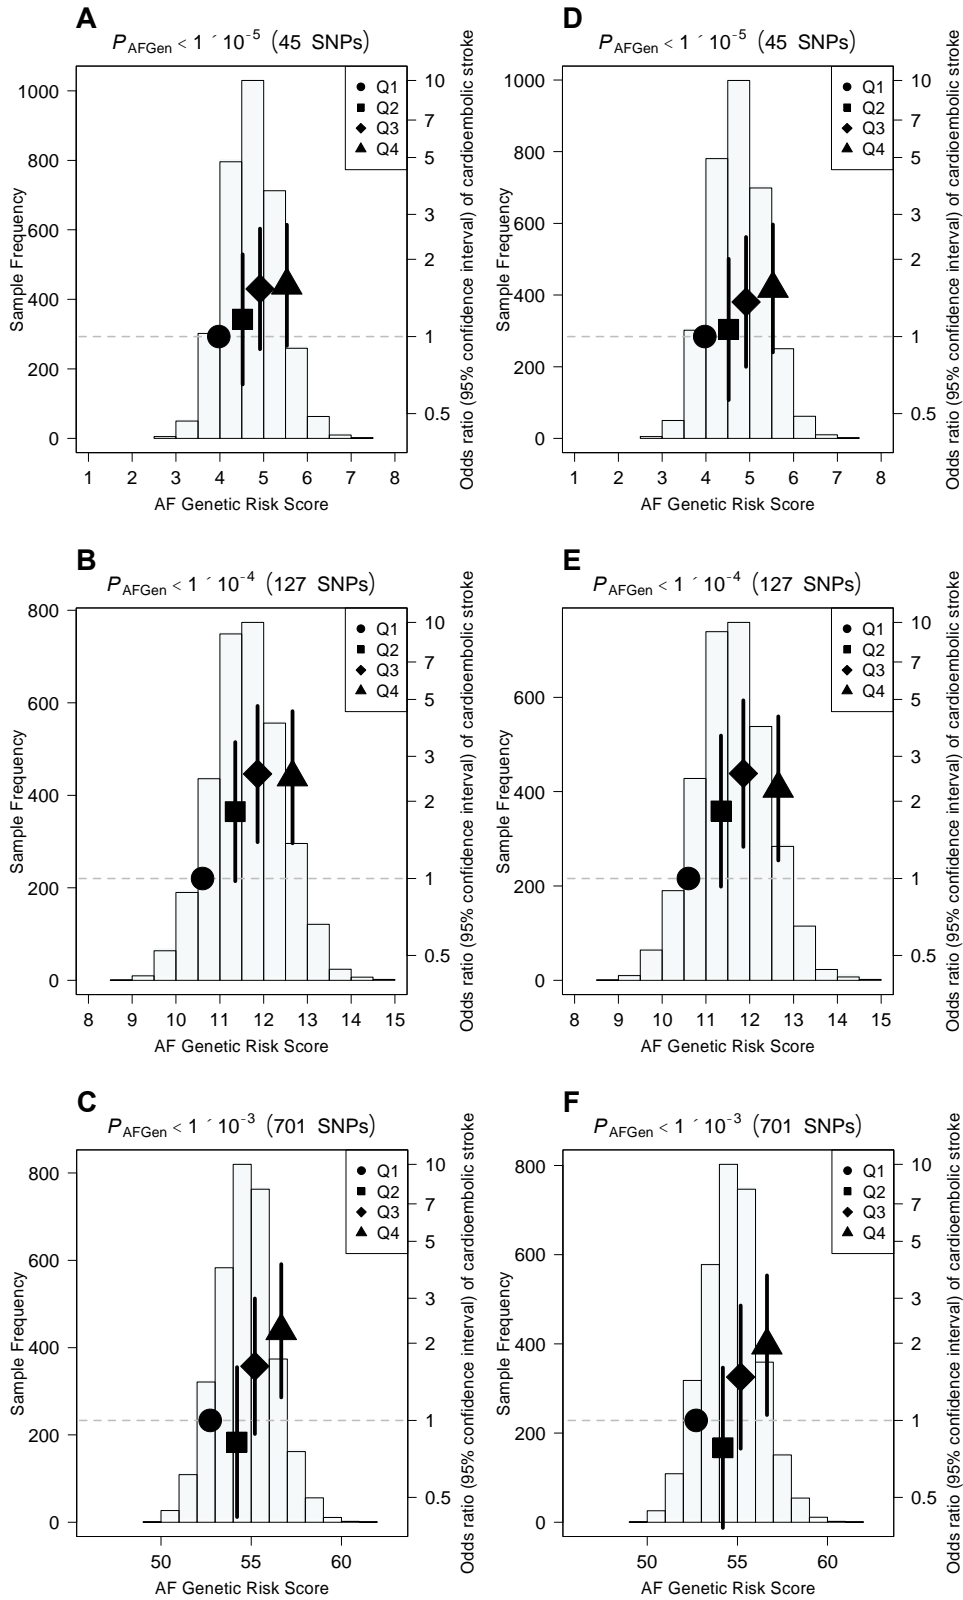 A
P AFGen < 1 ´ 10-5 (45 SNPs)
1000
800
600
400
200
0
Sample Frequency
Q1
Q2
Q3
Q4
10
7
5
3
2
1
0.5
Odds ratio (95% confidence interval) of cardioembolic stroke
1 2 3 4 5 6 7 8
AF Genetic Risk Score
D
P AFGen < 1 ´ 10-5 (45 SNPs)
1000
800
600
400
200
0
Sample Frequency
Q1
Q2
Q3
Q4
10
7
5
3
2
1
0.5
Odds ratio (95% confidence interval) of cardioembolic stroke
1 2 3 4 5 6 7 8
AF Genetic Risk Score
B
P AFGen < 1 ´ 10-4 (127 SNPs)
800
600
400
200
0
Sample Frequency
Q1
Q2
Q3
Q4
10
7
5
3
2
1
0.5
Odds ratio (95% confidence interval) of cardioembolic stroke
8 9 10 11 12 13 14 15
AF Genetic Risk Score
E
P AFGen < 1 ´ 10-4 (127 SNPs)
600
400
200
0
Sample Frequency
Q1
Q2
Q3
Q4
10
7
5
3
2
1
0.5
Odds ratio (95% confidence interval) of cardioembolic stroke
8 9 10 11 12 13 14 15
AF Genetic Risk Score
C
P AFGen < 1 ´ 10-3 (701 SNPs)
800
600
400
200
0
Sample Frequency
Q1
Q2
Q3
Q4
10
7
5
3
2
1
0.5
Odds ratio (95% confidence interval) of cardioembolic stroke
50 55 60
AF Genetic Risk Score
F
P AFGen < 1 ´ 10-3 (701 SNPs)
800
600
400
200
0
Sample Frequency
Q1
Q2
Q3
Q4
10
7
5
3
2
1
0.5
Odds ratio (95% confidence interval) of cardioembolic stroke
50 55 60
AF Genetic Risk Score